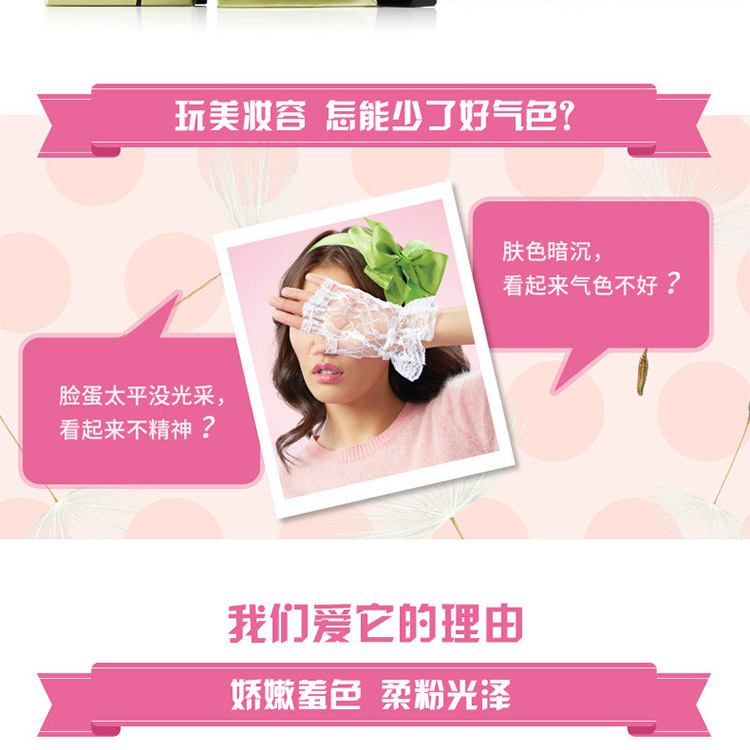 玩美妆容 怎能少了好气色?
肤色暗沉，
看起来气色不好？
脸蛋太平没光采，
看起来不精神？
我们爱它的理由
娇嫩羞色 柔粉光泽